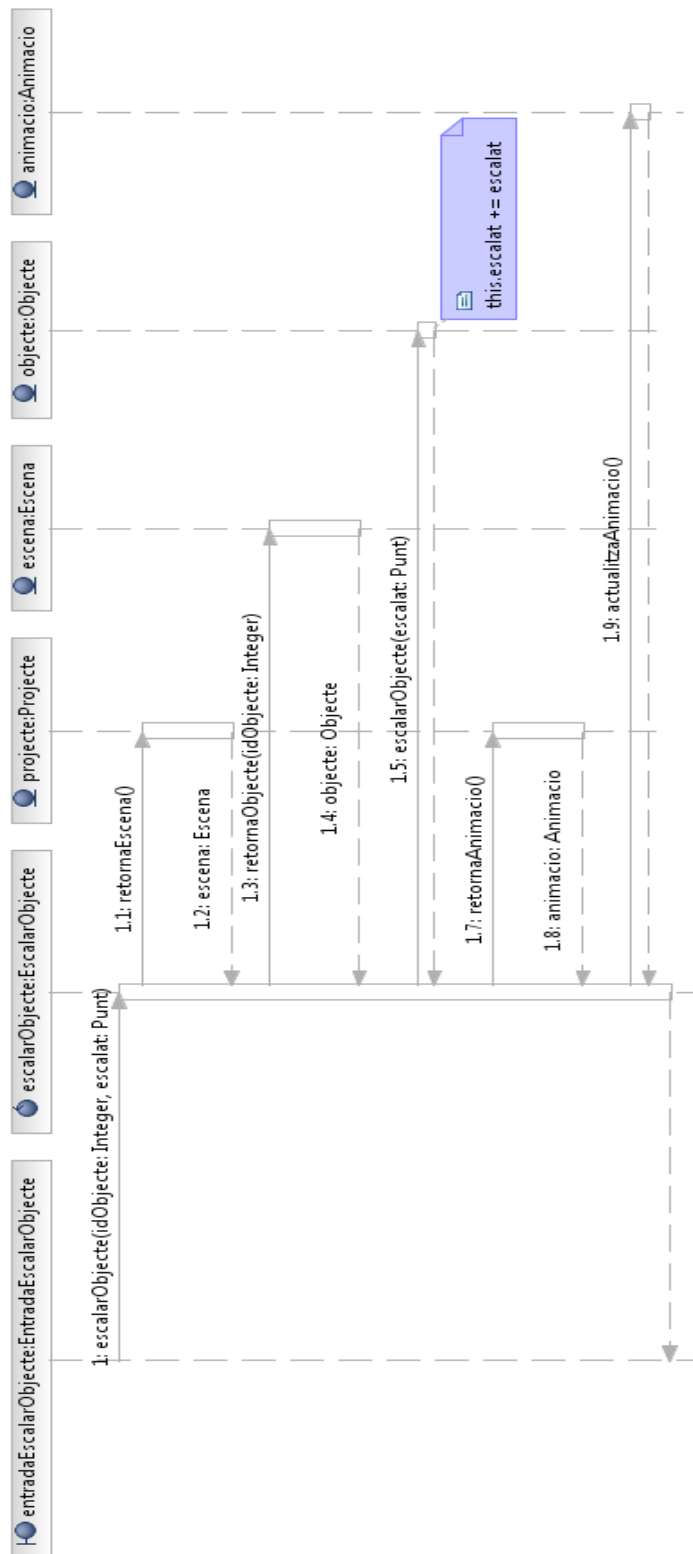 entradaEscalarObjecte:EntradaEscalarObjecte
escalarObjecte:EscalarObjecte
projecte:Projecte
escena:Escena
objecte:Objecte
animacio:Animacio
1: escalarObjecte(idObjecte: Integer, escalat: Punt)
1.1: retornaEscena()
1.2: escena: Escena
1.3: retornaObjecte(idObjecte: Integer)
1.4: objecte: Objecte
1.5: escalarObjecte(escalat: Punt)
this.escalat += escalat
1.7: retornaAnimacio()
1.8: animacio: Animacio
1.9: actualitzaAnimacio()